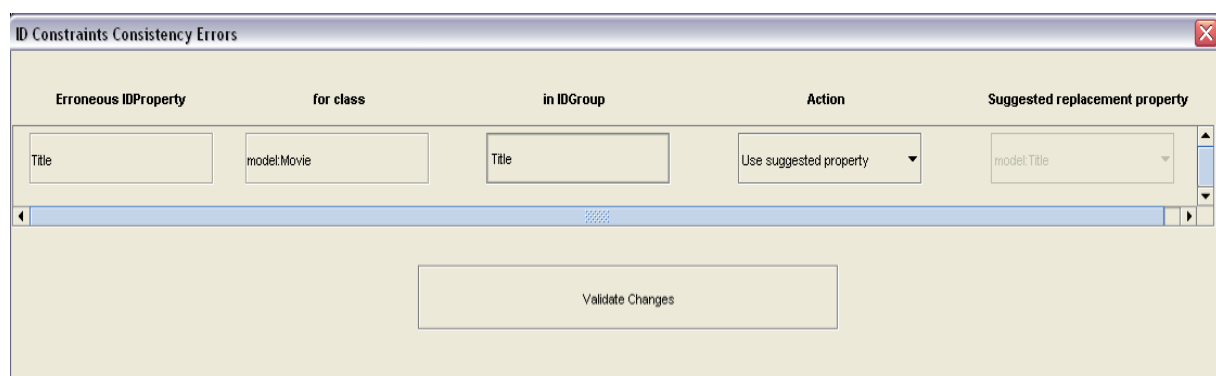 ID Constraints Consistency Errors
Erroneous IDProperty for class in IDGroup Action Suggested replacement property
Title model:Movie Title Use suggested property model:Title
Validate Changes